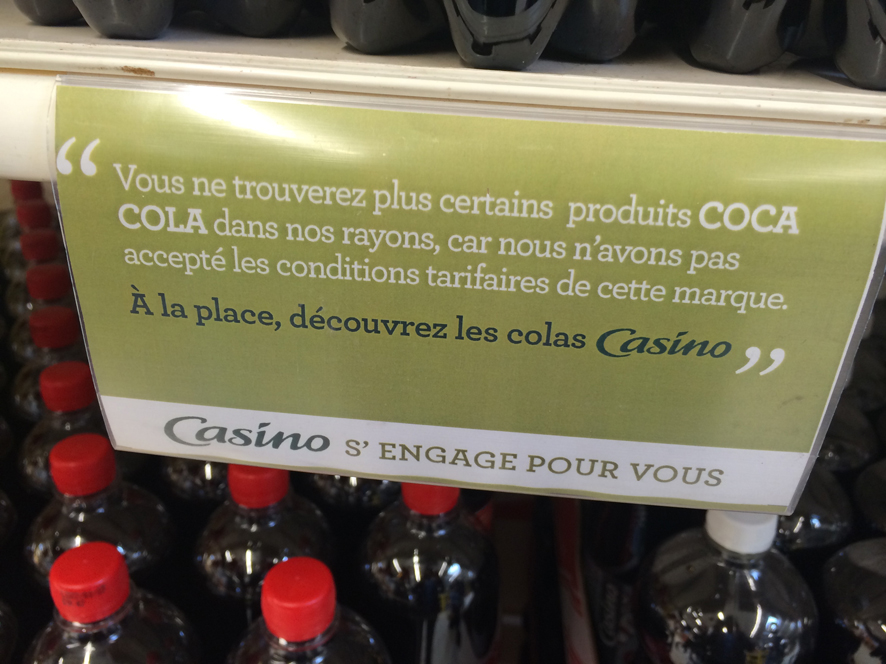 “ Vous ne trouverez plus certains produits COCA
COLA dans nos rayons, car nous n’avons pas
accepté les conditions tarifaires de cette marque.
À la place, découvrez les colas Casino ”
Casino S’ ENGAGE POUR VOUS